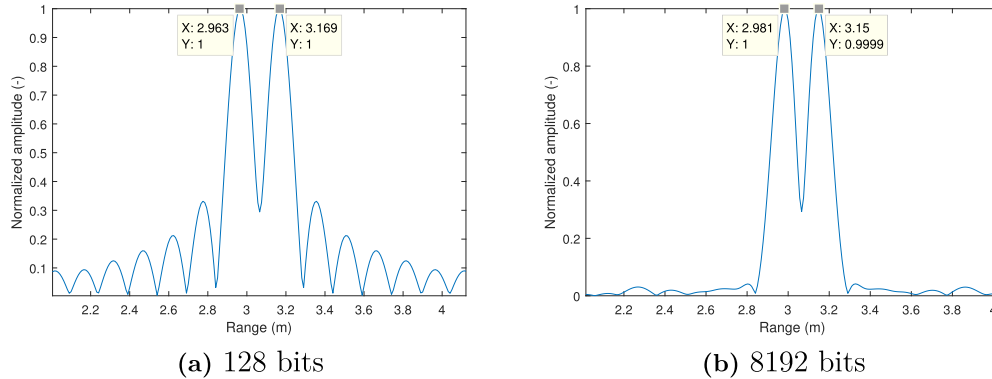 X: 2.963
Y: 1
X: 3.169
Y: 1
1
0.9
0.8
0.7
0.6
0.5
0.4
0.3
0.2
0.1
Normalized amplitude (-)
2.2 2.4 2.6 2.8 3 3.2 3.4 3.6 3.8 4
Range (m)
(a) 128 bits
X: 2.981
Y: 1
X: 3.15
Y: 0.9999
1
0.8
0.6
0.4
0.2
0
Normalized amplitude (-)
2.2 2.4 2.6 2.8 3 3.2 3.4 3.6 3.8 4
Range (m)
(b) 8192 bits